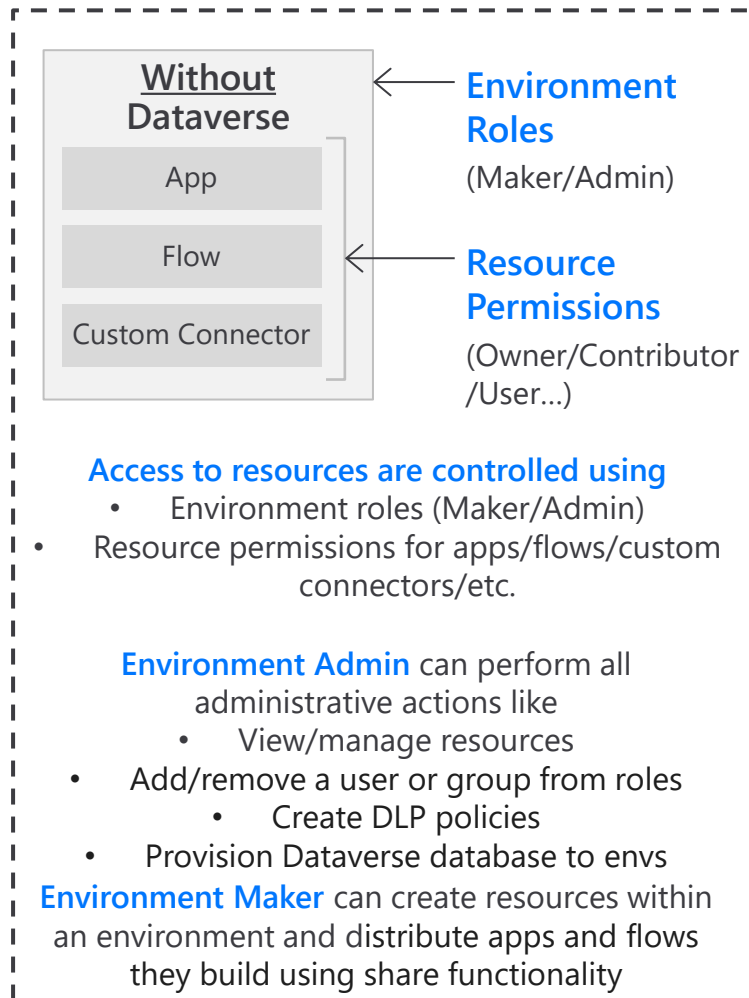 Without
Dataverse
App
Flow
Custom Connector
Environment
Roles
(Maker/Admin)
Resource
Permissions
(Owner/Contributor
/User...)
Access to resources are controlled using
• Environment roles (Maker/Admin)
• Resource permissions for apps/flows/custom
connectors/etc.
Environment Admin can perform all
administrative actions like
• View/manage resources
• Add/remove a user or group from roles
• Create DLP policies
• Provision Dataverse database to envs
Environment Maker can create resources within
an environment and distribute apps and flows
they build using share functionality